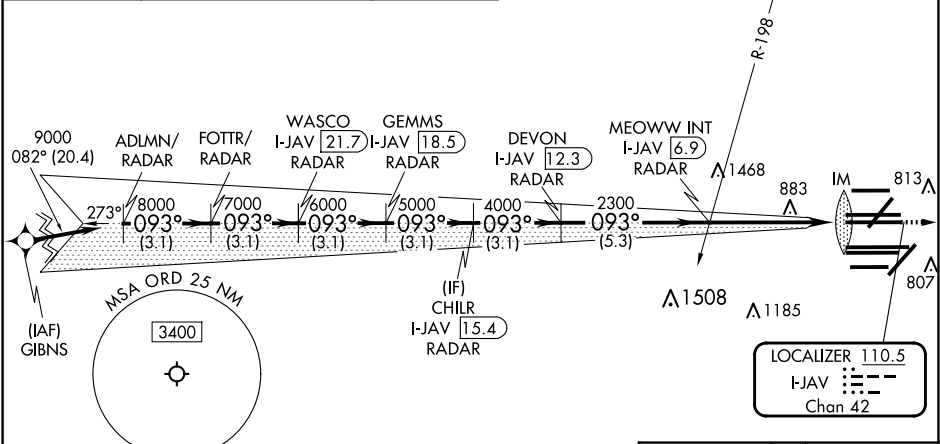 R-198
9000
082° (20.4)
ADLMN/
RADAR
FOTTR/
RADAR
WASCO
I-JAV 21.7
RADAR
GEMMS
I-JAV 18.5
RADAR
DEVON
I-JAV 12.3
RADAR
MEOWW INT
I-JAV 6.9
RADAR
1468
883
IM
813
273°
8000
093°
(3.1)
7000
093°
(3.1)
6000
093°
(3.1)
5000
093°
(3.1)
4000
093°
(3.1)
2300
093°
(5.3)
807
(IAF)
GIBNS
MSA ORD 25 NM
3400
(IF)
CHILR
I-JAV 15.4
RADAR
1508
1185
LOCALIZER 110.5
I-JAV
Chan 42